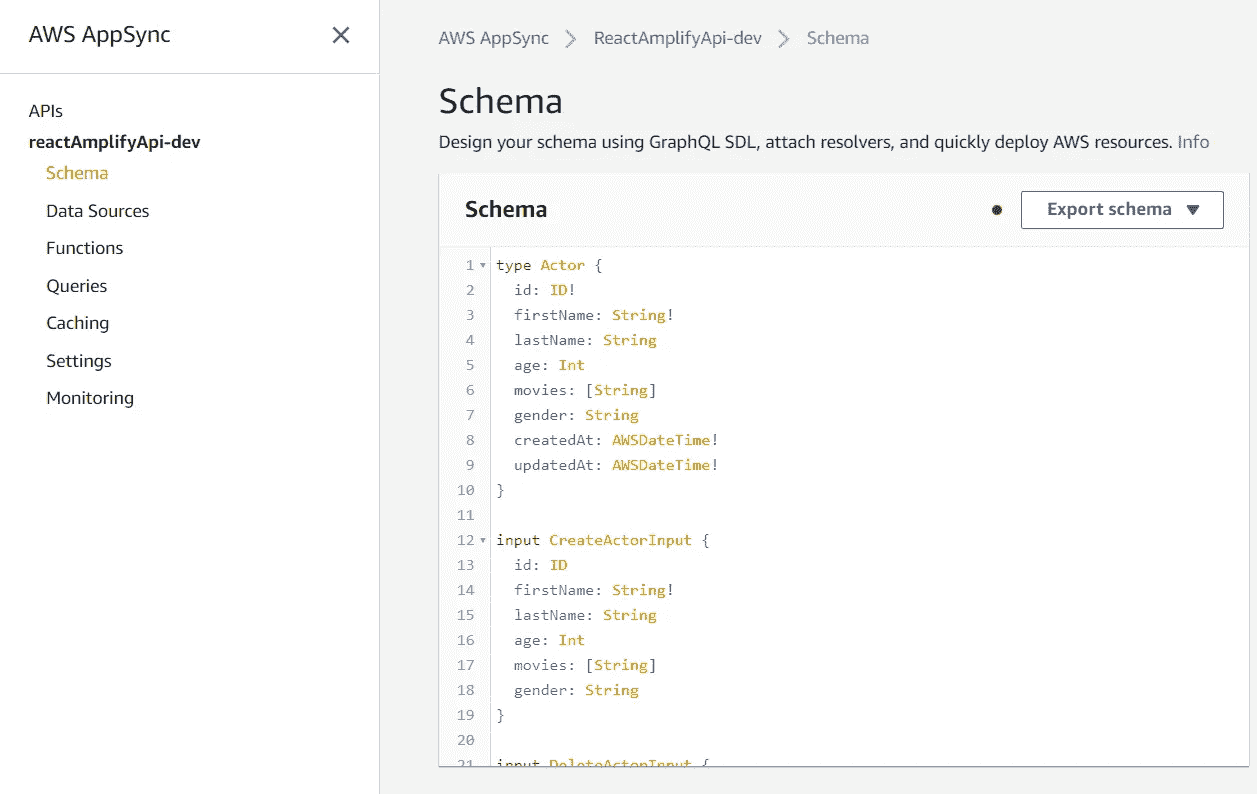 AWS AppSync
APIs
reactAmplifyApi-dev
Schema
Data Sources
Functions
Queries
Caching
Settings
Monitoring
AWS AppSync > ReactAmplifyApi-dev > Schema
Schema
Design your schema using GraphQL SDL, attach resolvers, and quickly deploy AWS resources. Info
Schema
Export schema
1 type Actor {
2 id: ID!
3 firstName: String!
4 lastName: String
5 age: Int
6 movies: [String]
7 gender: String
8 createdAt: AWSDateTime!
9 updatedAt: AWSDateTime!
10 }
11
12 input CreateActorInput {
13 id: ID
14 firstName: String!
15 lastName: String
16 age: Int
17 movies: [String]
18 gender: String
19 }
20
21 input DeleteActorInput {